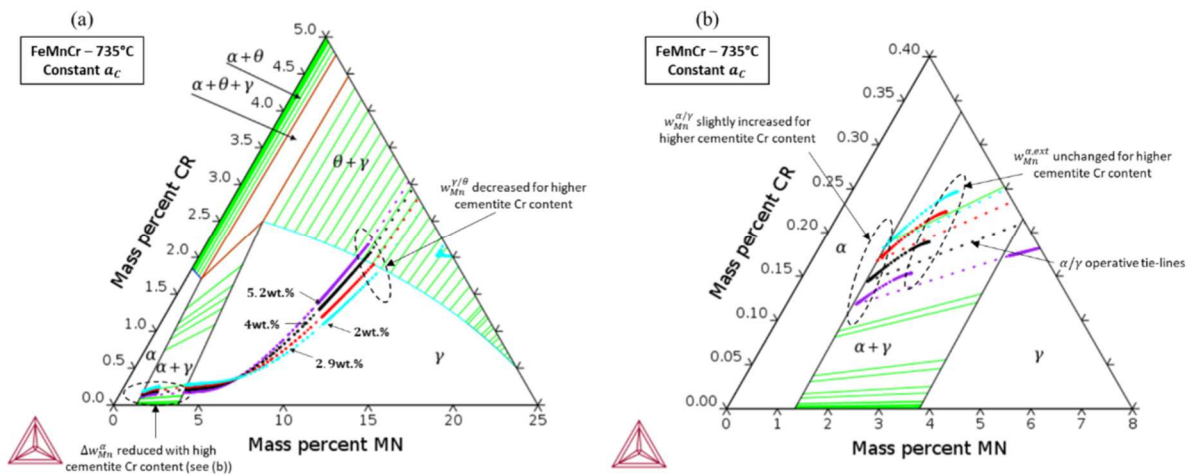 (a)
FeMnCr – 735°C
Constant a_C
α+θ
α+θ+γ
5.0
4.5
4.0
3.5
3.0
2.5
2.0
1.5
1.0
0.5
0.0
Mass percent CR
θ+γ
w_Mn^γ/θ decreased for higher
cementite Cr content
5.2wt.%
4wt.%
2.9wt.%
2wt.%
α
α+γ
γ
0 5 10 15 20 25
Mass percent MN
Δw_Mn^α reduced with high
cementite Cr content (see (b))
(b)
FeMnCr – 735°C
Constant a_C
0.40
0.35
0.30
0.25
0.20
0.15
0.10
0.05
0.00
Mass percent CR
w_Mn^α/γ slightly increased for
higher cementite Cr content
w_Mn^α,ext unchanged for higher
cementite Cr content
α/γ operative tie-lines
α
α+γ
γ
0 1 2 3 4 5 6 7 8
Mass percent MN